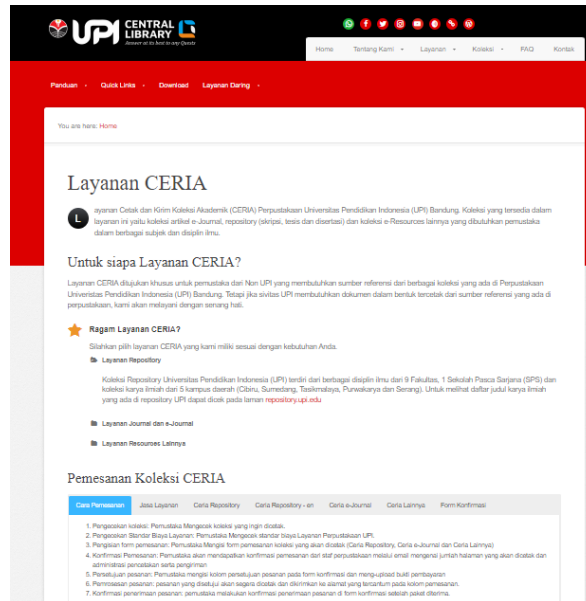 UPI CENTRAL
LIBRARY
Answer at its best to any Quests
Home Tentang Kami Layanan Koleksi FAQ Kontak
Panduan Quick Links Download Layanan Daring
You are here: Home
Layanan CERIA
L ayanan Cetak dan Kirim Koleksi Akademik (CERIA) Perpustakaan Universitas Pendidikan Indonesia (UPI) Bandung. Koleksi yang tersedia dalam
layanan ini yaitu koleksi artikel e-Journal, repository (skripsi, tesis dan disertasi) dan koleksi e-Resources lainnya yang dibutuhkan pemustaka
dalam berbagai subjek dan disiplin ilmu.
Untuk siapa Layanan CERIA?
Layanan CERIA ditujukan khusus untuk pemustaka dari Non UPI yang membutuhkan sumber referensi dari berbagai koleksi yang ada di Perpustakaan
Univeristas Pendidikan Indonesia (UPI) Bandung. Tetapi jika sivitas UPI membutuhkan dokumen dalam bentuk tercetak dari sumber referensi yang ada di
perpustakaan, kami akan melayani dengan senang hati.
Ragam Layanan CERIA?
Silahkan pilih layanan CERIA yang kami miliki sesuai dengan kebutuhan Anda.
Layanan Repository
Koleksi Repository Universitas Pendidikan Indonesia (UPI) terdiri dari berbagai disiplin ilmu dari 9 Fakultas, 1 Sekolah Pasca Sarjana (SPS) dan
koleksi karya ilmiah dari 5 kampus daerah (Cibiru, Sumedang, Tasikmalaya, Purwakarya dan Serang). Untuk melihat daftar judul karya ilmiah
yang ada di repository UPI dapat dicek pada laman repository.upi.edu
Layanan Journal dan e-Journal
Layanan Resources Lainnya
Pemesanan Koleksi CERIA
Cara Pemesanan Jasa Layanan Ceria Repository Ceria Repository - en Ceria e-Journal Ceria Lainnya Form Konfirmasi
1. Pengecekan koleksi: Pemustaka Mengecek koleksi yang ingin dicetak.
2. Pengecekan Standar Biaya Layanan: Pemustaka Mengecek standar biaya Layanan Perpustakaan UPI.
3. Pengisian form pemesanan: Pemustaka Mengisi form pemesanan koleksi yang akan dicetak (Ceria Repository, Ceria e-Journal dan Ceria Lainnya)
4. Konfirmasi Pemesanan; Pemustaka akan mendapatkan konfirmasi pemesanan dari staf perpustakaan melalui email mengenai jumlah halaman yang akan dicetak dan
administrasi pencetakan serta pengiriman
5. Persetujuan pesanan: Pemustaka mengisi kolom persetujuan pesanan pada form konfirmasi dan meng-upload bukti pembayaran
6. Pemrosesan pesanan: pesanan yang disetujui akan segera dicetak dan dikirimkan ke alamat yang tercantum pada kolom pemesanan.
7. Konfirmasi penerimaan pesanan: pemustaka melakukan konfirmasi penerimaan pesanan di form konfirmasi setelah paket diterima.